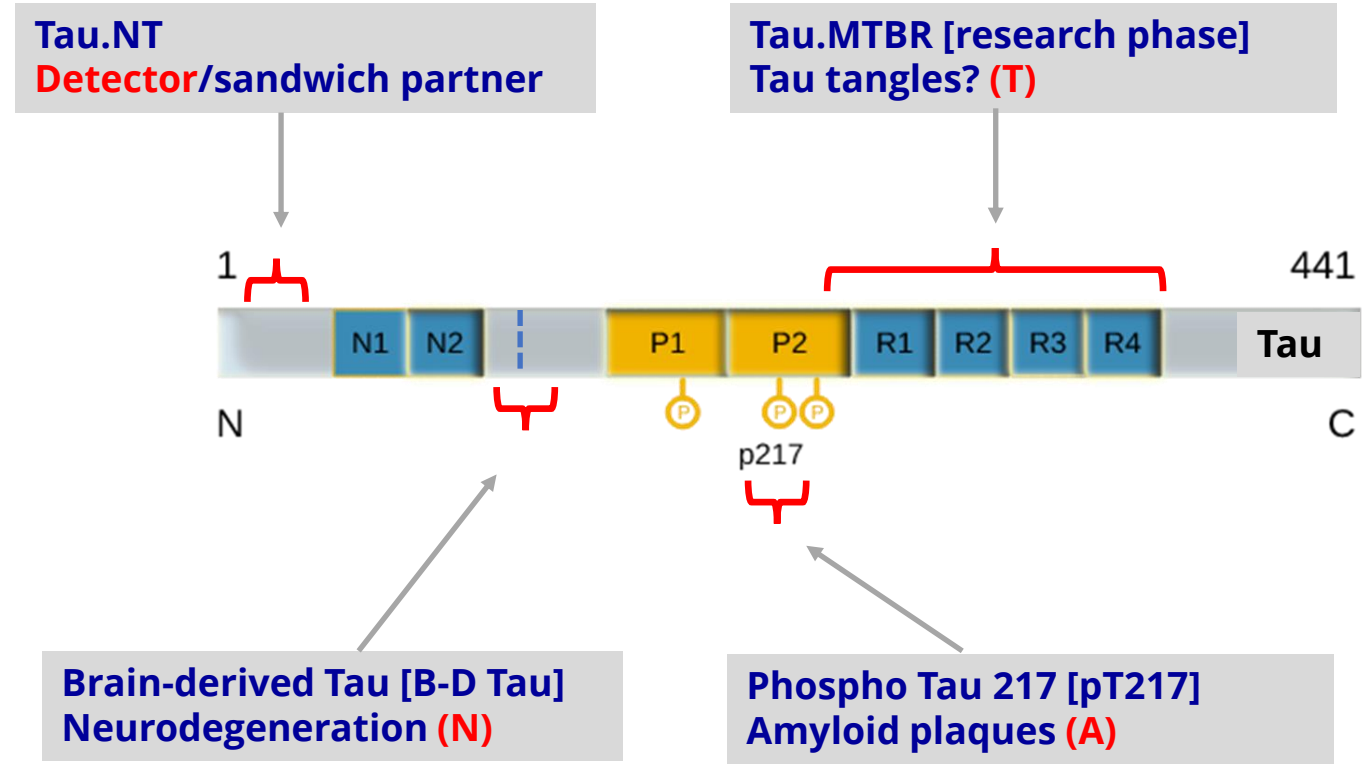 Tau.NT
Detector/sandwich partner
Tau.MTBR [research phase]
Tau tangles? (T)
1
441
N1
N2
P1
P2
R1
R2
R3
R4
Tau
P
P
P
N
C
p217
Brain-derived Tau [B-D Tau]
Neurodegeneration (N)
Phospho Tau 217 [pT217]
Amyloid plaques (A)